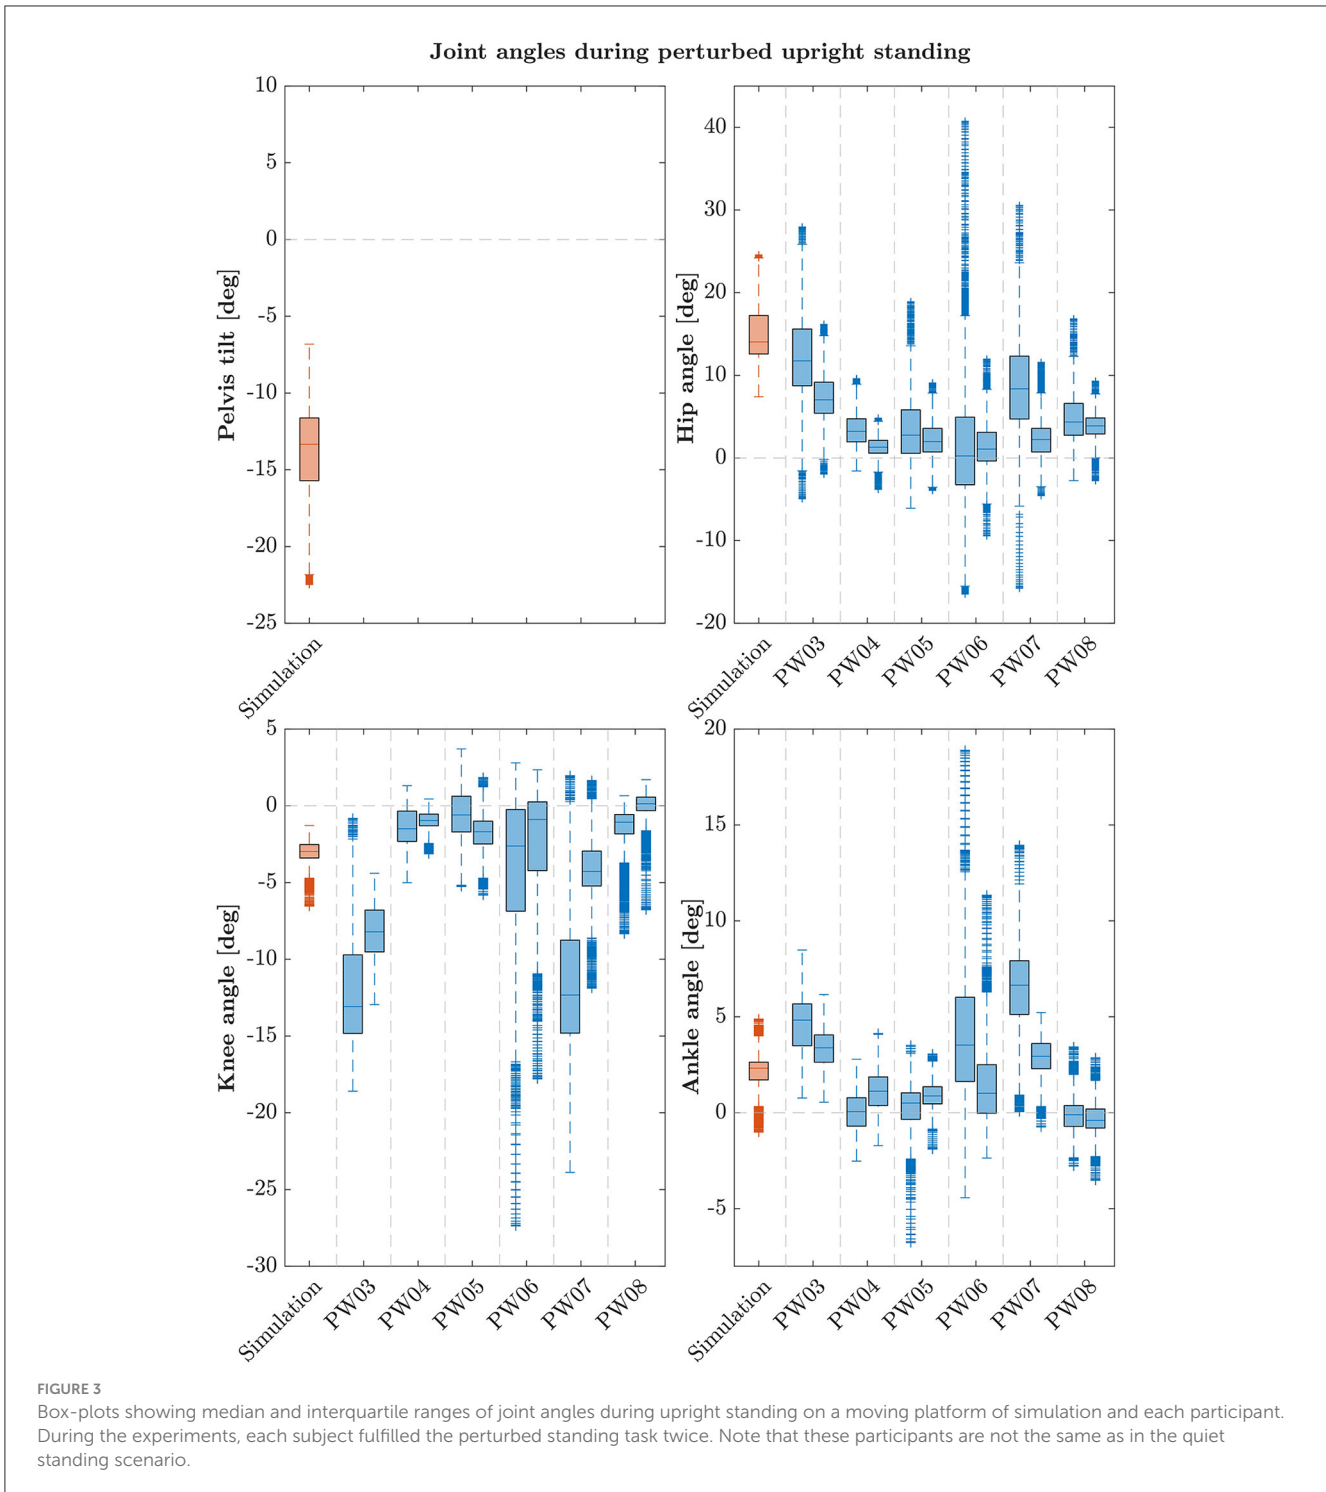 Joint angles during perturbed upright standing
Pelvis tilt [deg]
10
5
0
-5
-10
-15
-20
-25
Simulation
Hip angle [deg]
40
30
20
10
0
-10
-20
Simulation
PW03
PW04
PW05
PW06
PW07
PW08
Knee angle [deg]
5
0
-5
-10
-15
-20
-25
-30
Simulation
PW03
PW04
PW05
PW06
PW07
PW08
Ankle angle [deg]
20
15
10
5
0
-5
Simulation
PW03
PW04
PW05
PW06
PW07
PW08
FIGURE 3
Box-plots showing median and interquartile ranges of joint angles during upright standing on a moving platform of simulation and each participant.
During the experiments, each subject fulfilled the perturbed standing task twice. Note that these participants are not the same as in the quiet
standing scenario.